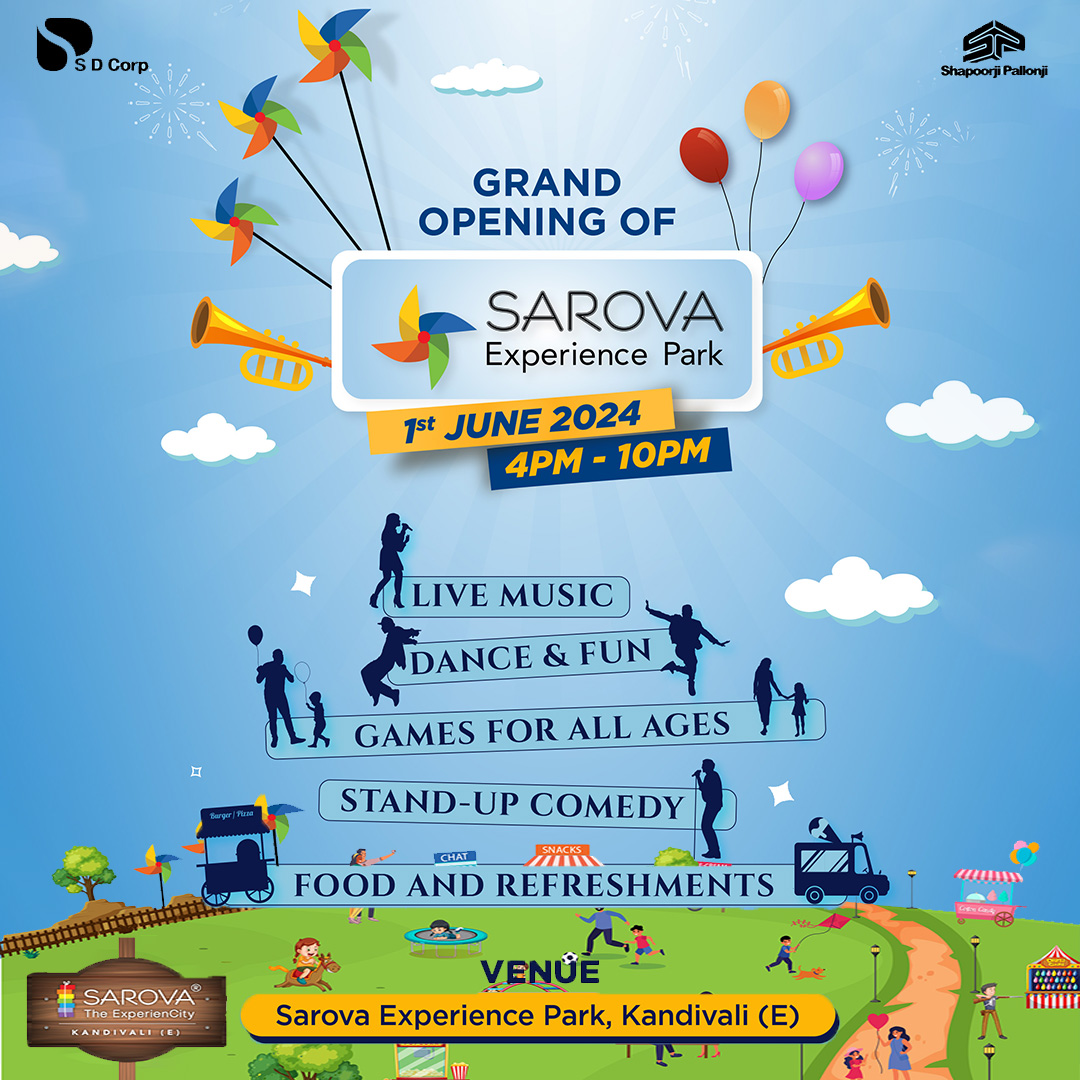 S D Corp
Shapoorji Pallonji
GRAND
OPENING OF
SAROVA
Experience Park
1st JUNE 2024
4PM - 10PM
LIVE MUSIC
DANCE & FUN
GAMES FOR ALL AGES
STAND-UP COMEDY
Burger / Pizza
CHAT
SNACKS
FOOD AND REFRESHMENTS
VENUE
SAROVA®
The ExperienCity
KANDIVALI (E)
Sarova Experience Park, Kandivali (E)